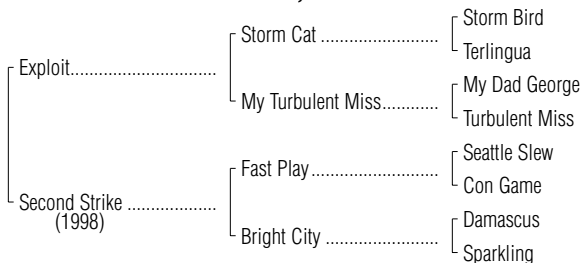 Storm Bird
Storm Cat ..........................
Terlingua
Exploit................................
My Dad George
My Turbulent Miss............
Turbulent Miss
Seattle Slew
Fast Play ............................
Con Game
Second Strike ....................
(1998)
Damascus
Bright City .........................
Sparkling